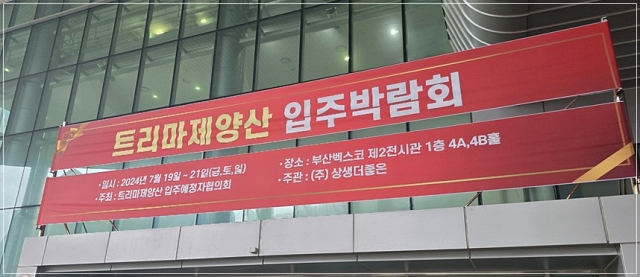 트리마제양산 입주박람회
· 일시 : 2024년 7월 19일 ~ 21일(금,토,일)
· 주최 : 트리마제양산 입주예정자협의회
· 장소 : 부산벡스코 제2전시관 1층 4A,4B홀
· 주관 : (주) 상생더좋은